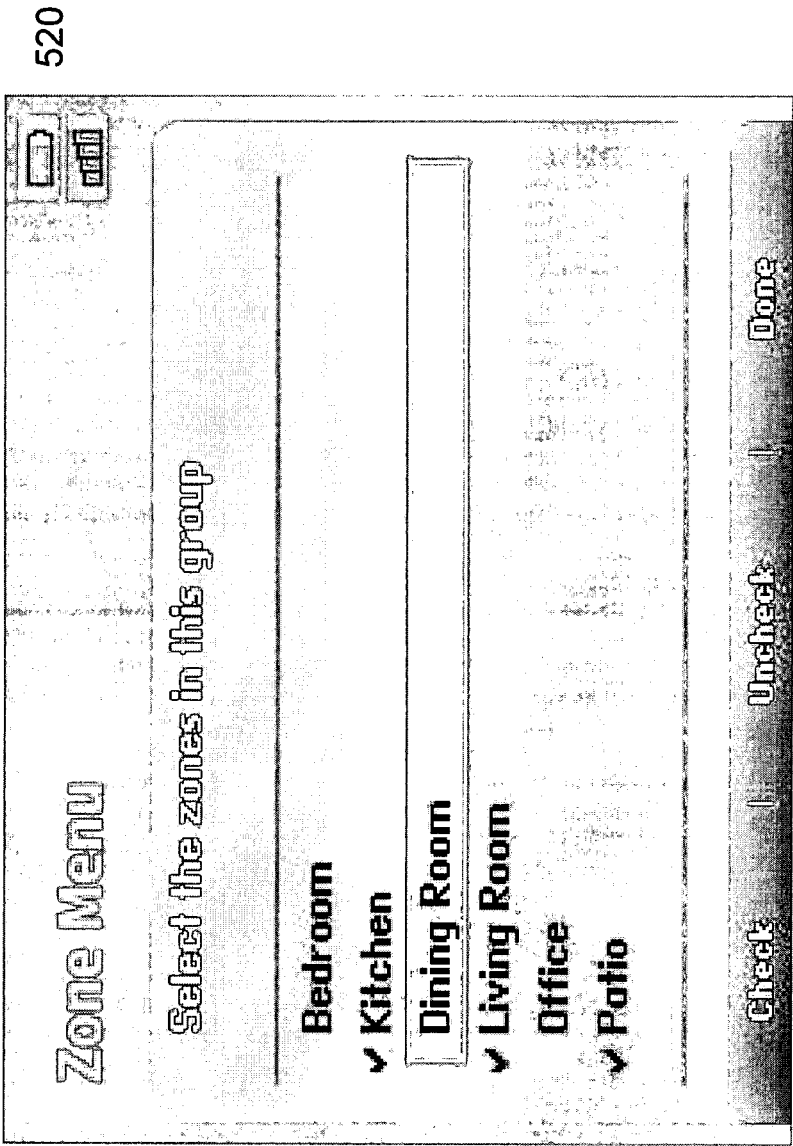 520
Zone Menu
Select the zones in this group
Bedroom
✓ Kitchen
Dining Room
✓ Living Room
Office
✓ Patio
Check Uncheck Done